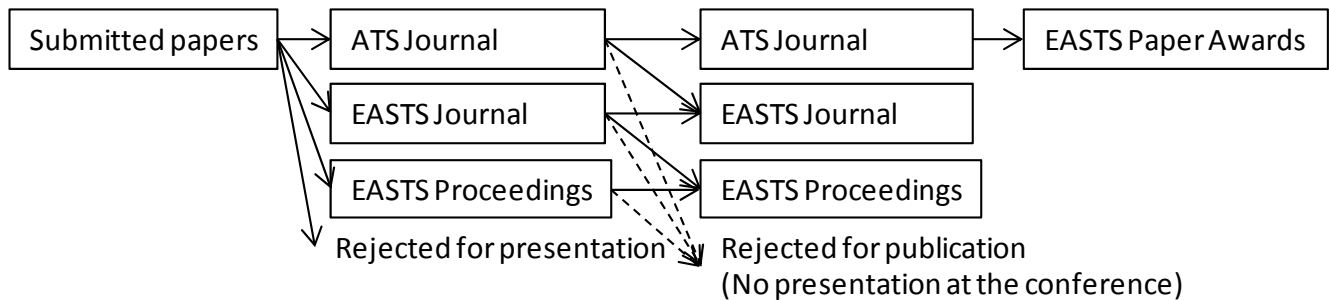 Submitted papers
ATS Journal
ATS Journal
EASTS Paper Awards
EASTS Journal
EASTS Journal
EASTS Proceedings
EASTS Proceedings
Rejected for presentation
Rejected for publication
(No presentation at the conference)